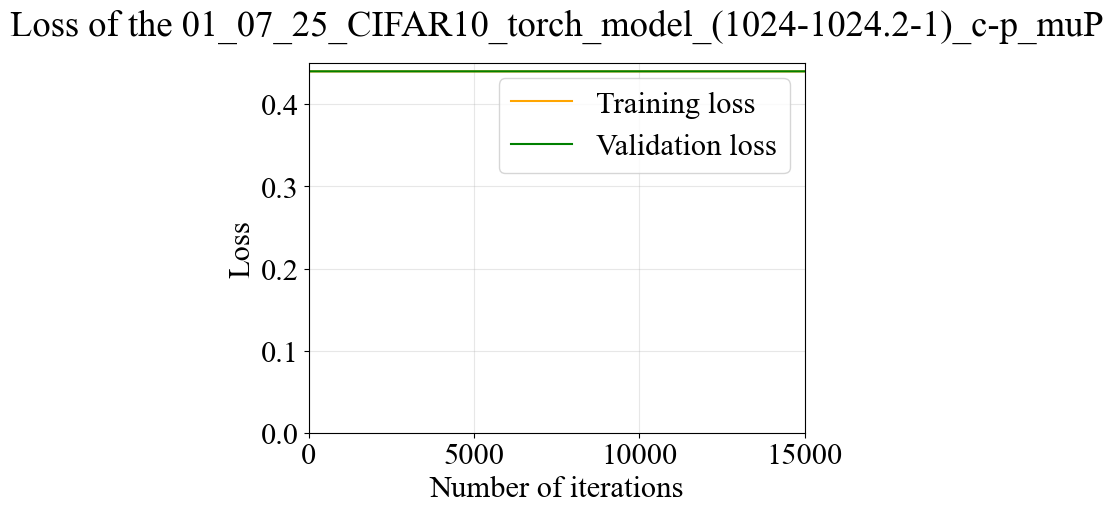 Loss of the 01_07_25_CIFAR10_torch_model_(1024-1024.2-1)_c-p_muP
Training loss
Validation loss
0.4
0.3
0.2
0.1
0.0
Loss
0
5000
10000
15000
Number of iterations